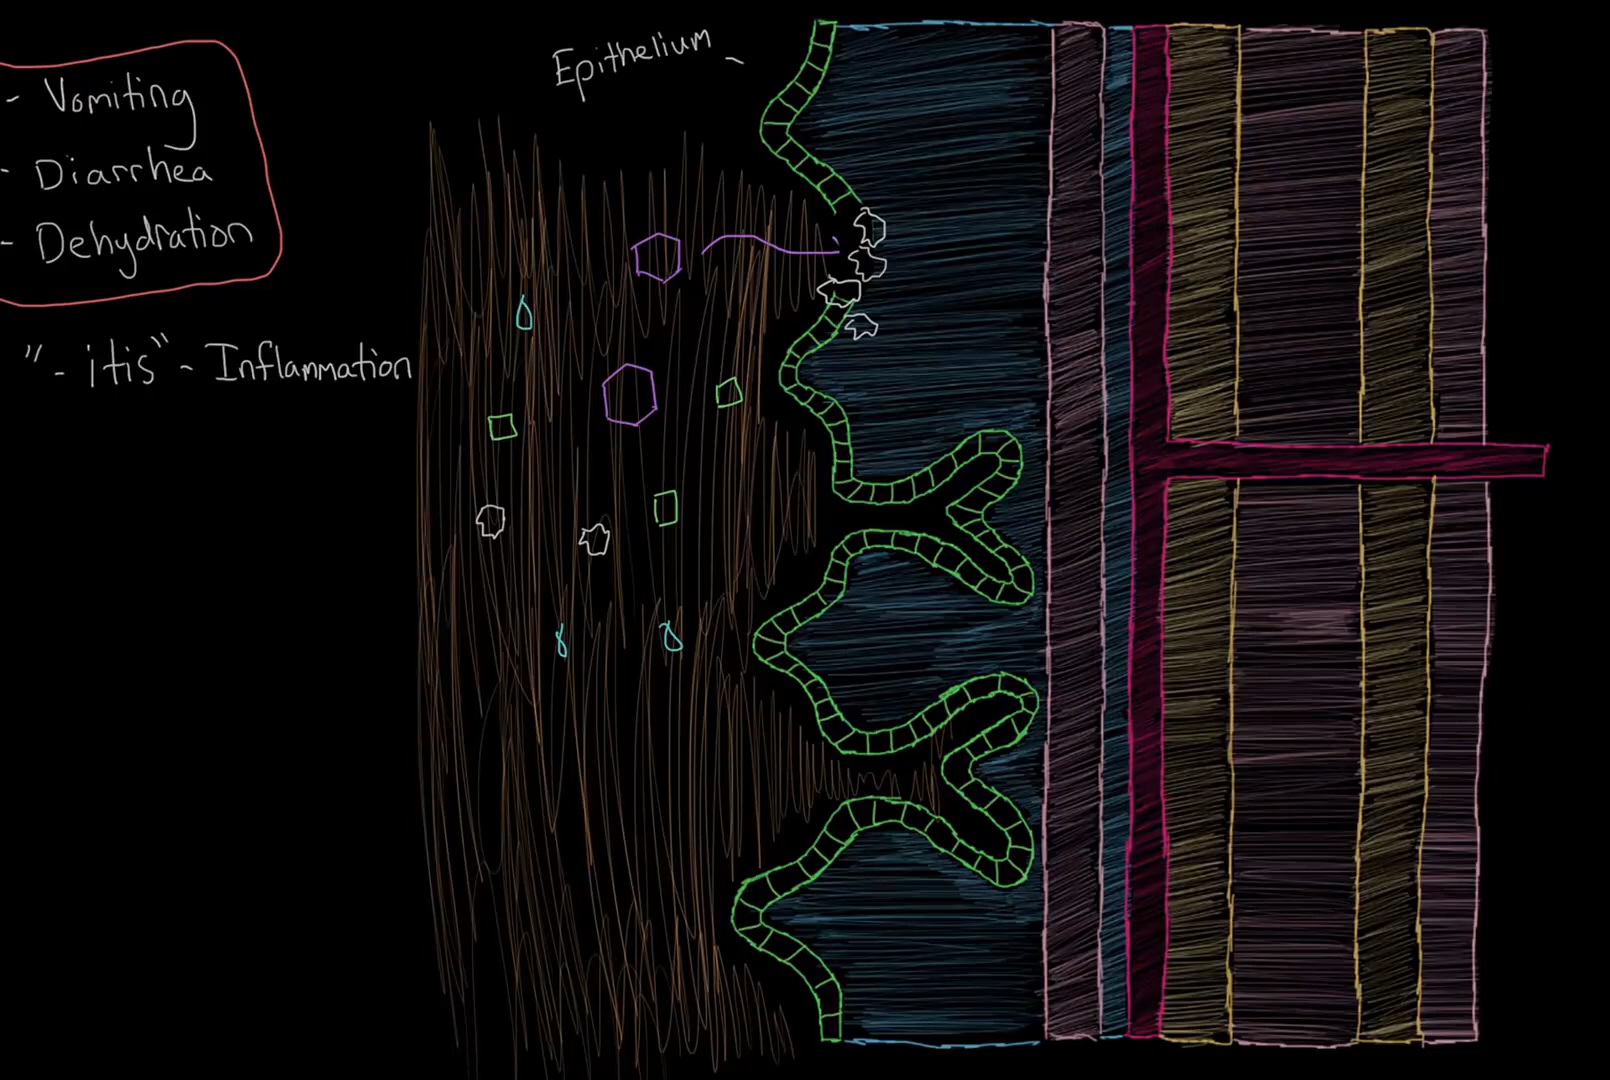 Epithelium -
- Vomiting
- Diarrhea
- Dehydration
"-itis" - Inflammation